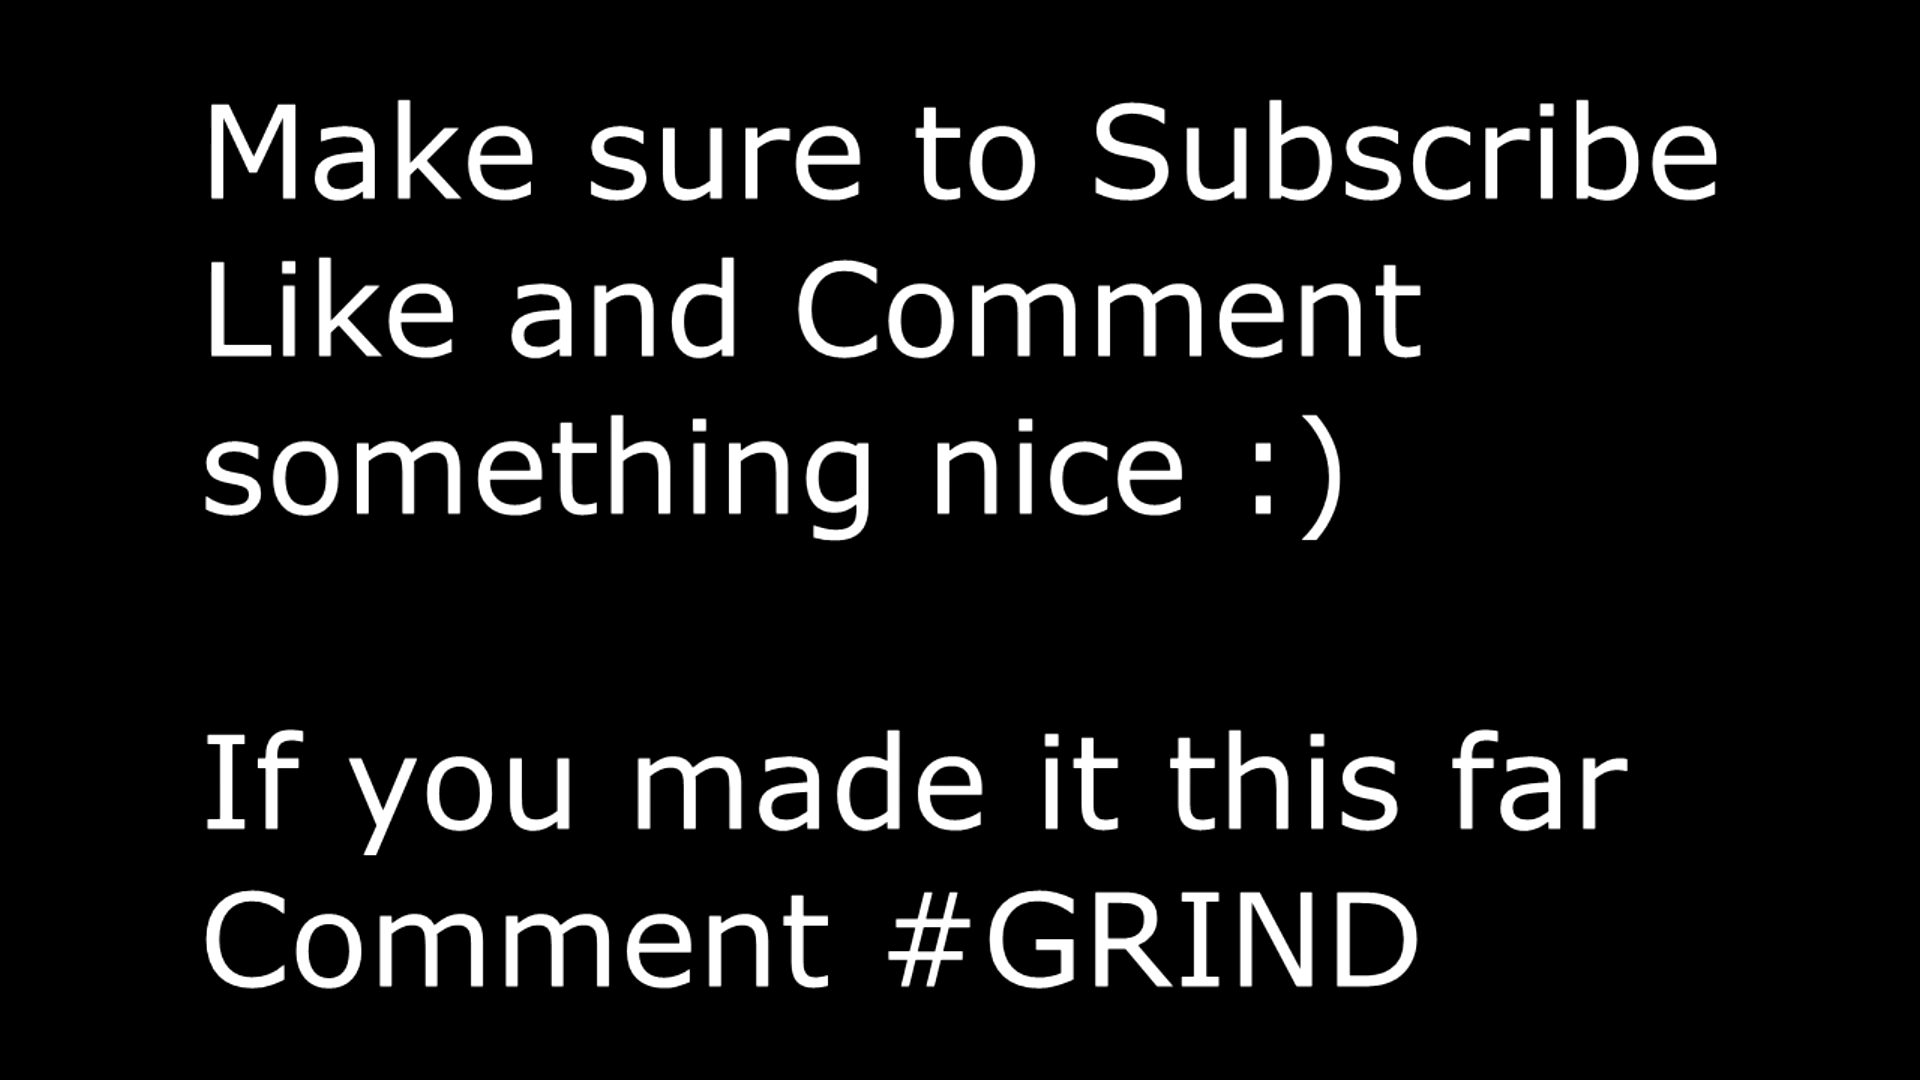 Make sure to Subscribe
Like and Comment
something nice :)
If you made it this far
Comment #GRIND